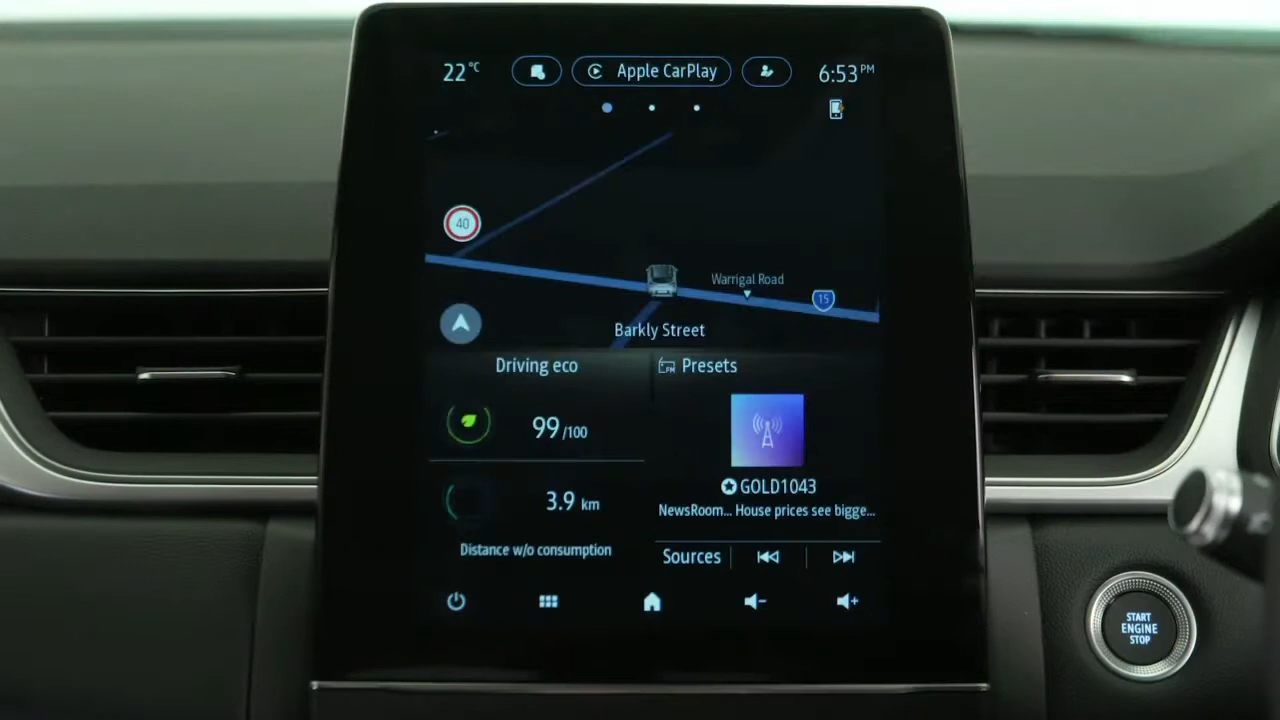 22°C
Apple CarPlay
6:53 PM
40
Warrigal Road
15
Barkly Street
Driving eco
FM Presets
99/100
GOLD1043
3.9 km
NewsRoom... House prices see bigge...
Distance w/o consumption
Sources
START
ENGINE
STOP